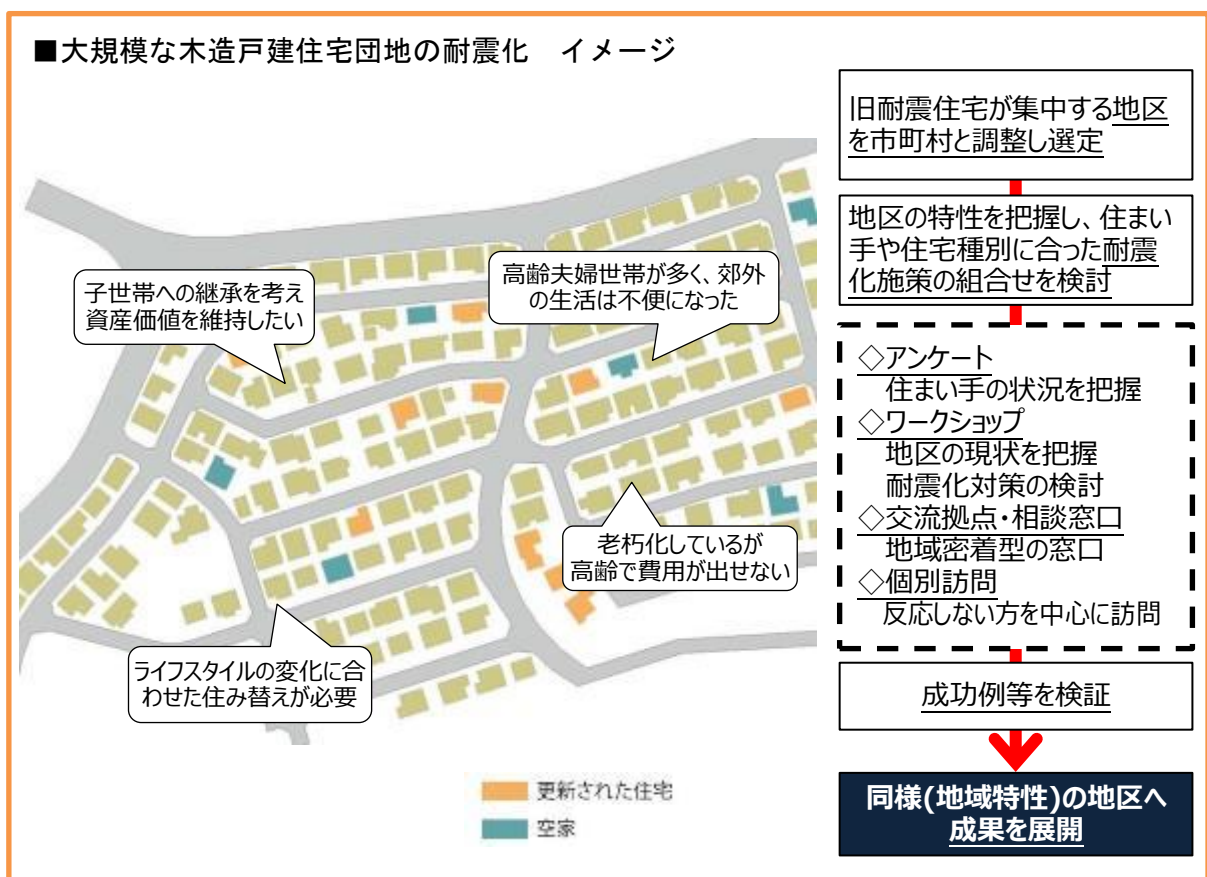 ■大規模な木造戸建住宅団地の耐震化　イメージ
子世帯への継承を考え
資産価値を維持したい
高齢夫婦世帯が多く、郊外
の生活は不便になった
老朽化しているが
高齢で費用が出せない
ライフスタイルの変化に合
わせた住み替えが必要
更新された住宅
空家
旧耐震住宅が集中する地区
を市町村と調整し選定
地区の特性を把握し、住まい
手や住宅種別に合った耐震
化施策の組合せを検討
◇アンケート
住まい手の状況を把握
◇ワークショップ
地区の現状を把握
耐震化対策の検討
◇交流拠点・相談窓口
地域密着型の窓口
◇個別訪問
反応しない方を中心に訪問
成功例等を検証
同様(地域特性)の地区へ
成果を展開